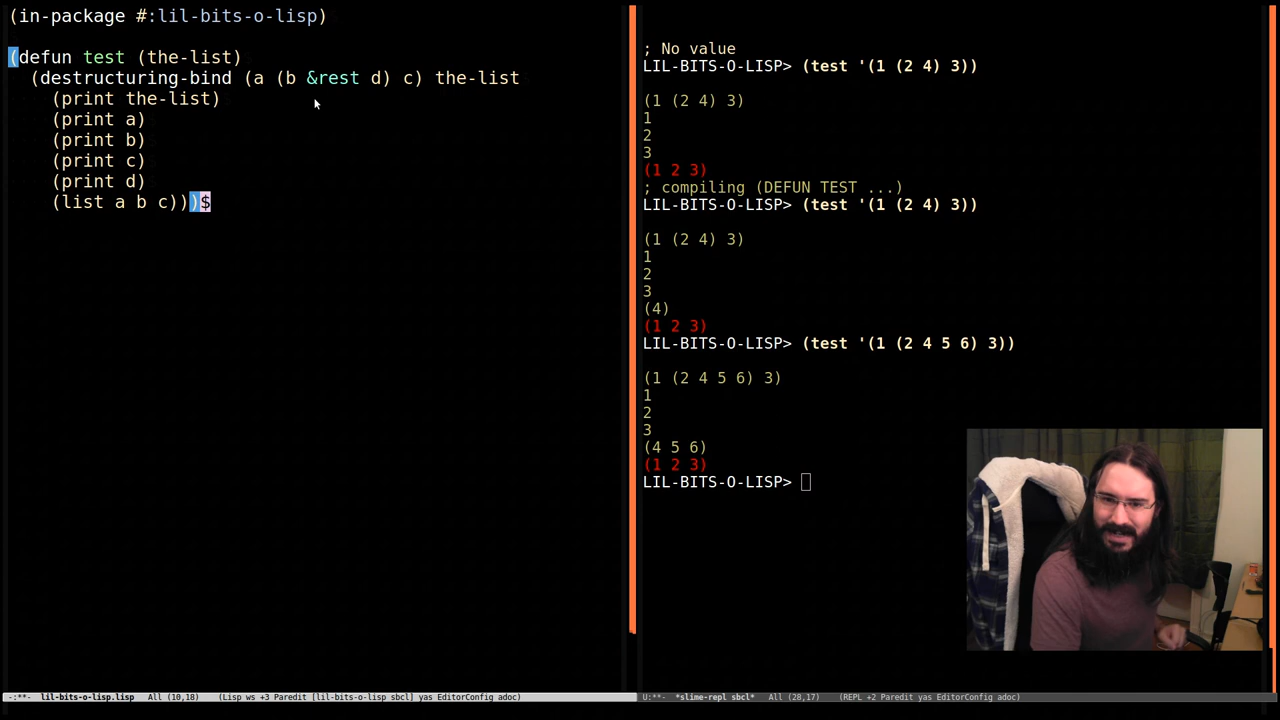 (in-package #:lil-bits-o-lisp)
(defun test (the-list)
(destructuring-bind (a (b &rest d) c) the-list
(print the-list)
(print a)
(print b)
(print c)
(print d)
(list a b c)))$
-:**- lil-bits-o-lisp.lisp All (10,18) (Lisp ws +3 Paredit [lil-bits-o-lisp sbcl] yas EditorConfig adoc)
; No value
LIL-BITS-O-LISP> (test '(1 (2 4) 3))
(1 (2 4) 3)
1
2
3
(1 2 3)
; compiling (DEFUN TEST ...)
LIL-BITS-O-LISP> (test '(1 (2 4) 3))
(1 (2 4) 3)
1
2
3
(4)
(1 2 3)
LIL-BITS-O-LISP> (test '(1 (2 4 5 6) 3))
(1 (2 4 5 6) 3)
1
2
3
(4 5 6)
(1 2 3)
LIL-BITS-O-LISP>
U:**- *slime-repl sbcl* All (28,17) (REPL +2 Paredit yas EditorConfig adoc)